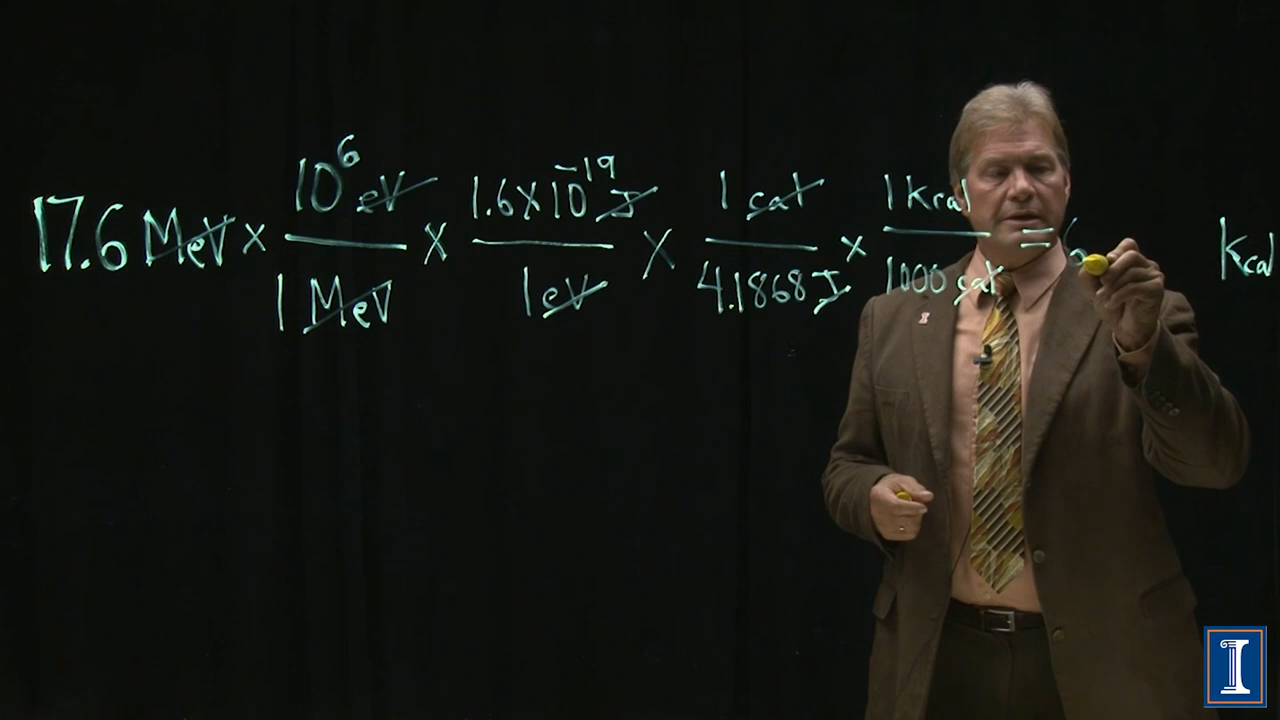 17.6 MeV × 10⁶ eV / 1 MeV × 1.6 × 10⁻¹⁹ J / 1 eV × 1 cal / 4.1868 J × 1 kcal / 1000 cal = 6 kcal
I